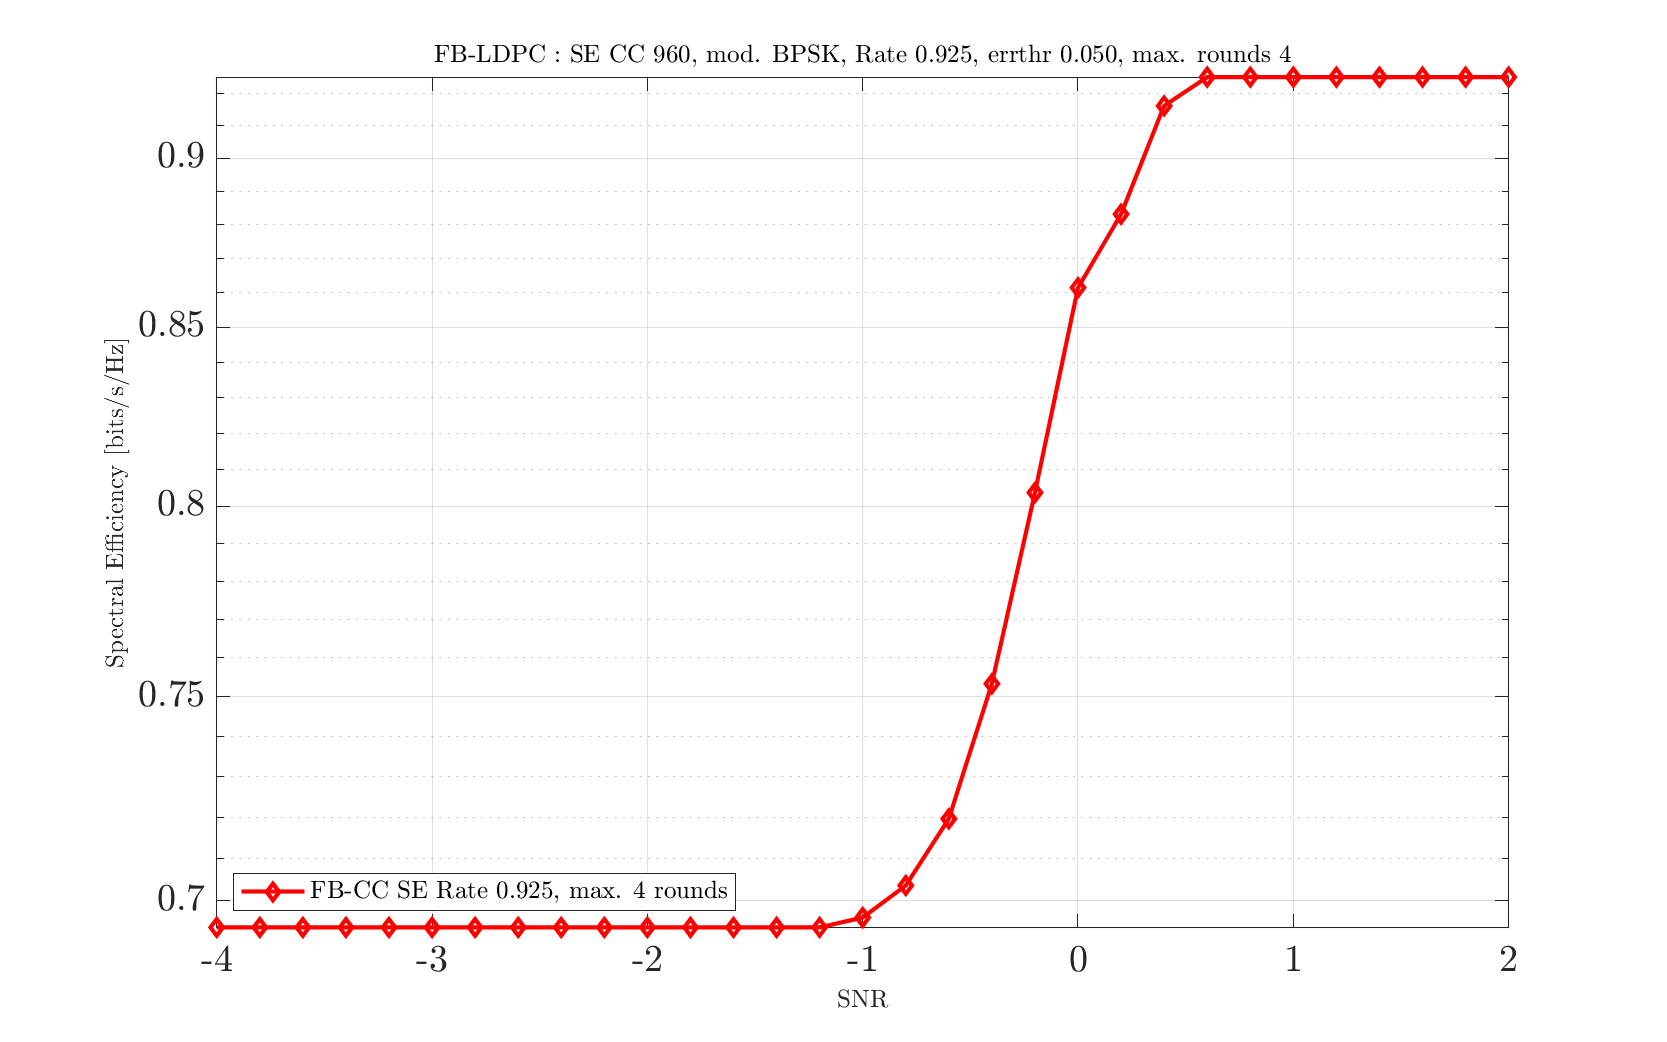 FB-LDPC : SE CC 960, mod. BPSK, Rate 0.925, errthr 0.050, max. rounds 4
0.9
0.85
0.8
0.75
0.7
Spectral Efficiency [bits/s/Hz]
FB-CC SE Rate 0.925, max. 4 rounds
-4 -3 -2 -1 0 1 2
SNR